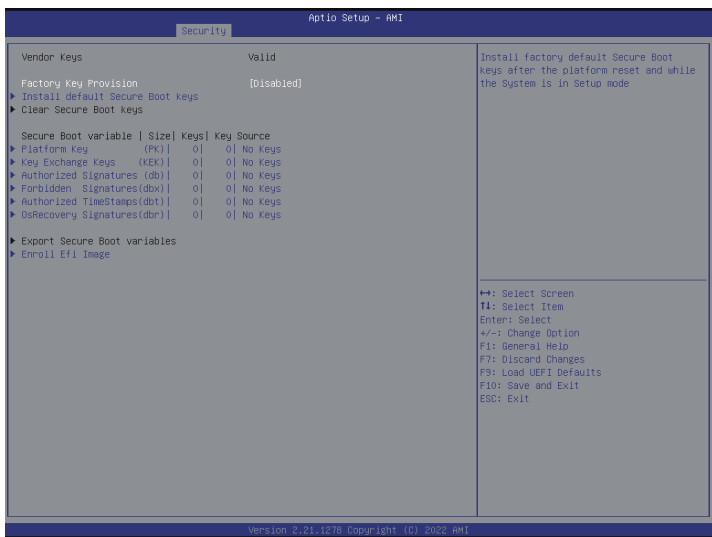 Aptio Setup – AMI
Security
Vendor Keys Valid
Factory Key Provision [Disabled]
Install default Secure Boot keys
Clear Secure Boot keys
Secure Boot variable | Size| Keys| Key Source
Platform Key (PK)| 0| 0| No Keys
Key Exchange Keys (KEK)| 0| 0| No Keys
Authorized Signatures (db)| 0| 0| No Keys
Forbidden Signatures(dbx)| 0| 0| No Keys
Authorized TimeStamps(dbt)| 0| 0| No Keys
OsRecovery Signatures(dbr)| 0| 0| No Keys
Export Secure Boot variables
Enroll Efi Image
Install factory default Secure Boot
keys after the platform reset and while
the System is in Setup mode
↔: Select Screen
↑↓: Select Item
Enter: Select
+/-: Change Option
F1: General Help
F7: Discard Changes
F9: Load UEFI Defaults
F10: Save and Exit
ESC: Exit
Version 2.21.1278 Copyright (C) 2022 AMI